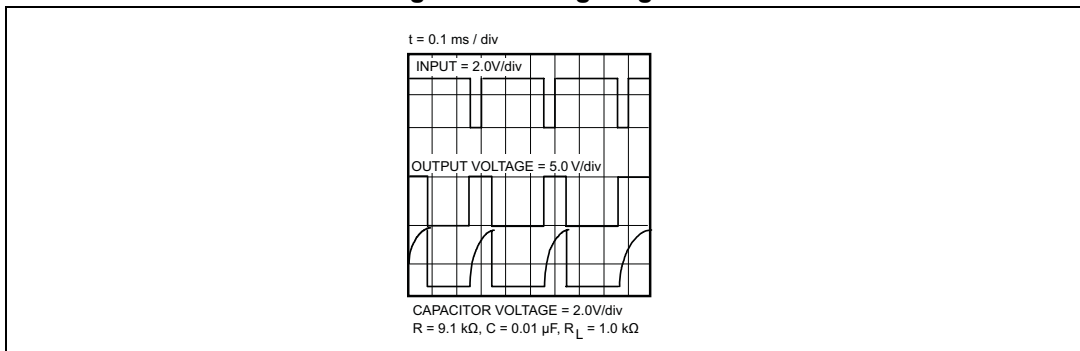 t = 0.1 ms / div
INPUT = 2.0V/div
OUTPUT VOLTAGE = 5.0 V/div
CAPACITOR VOLTAGE = 2.0V/div
R = 9.1 kΩ, C = 0.01 μF, RL = 1.0 kΩ